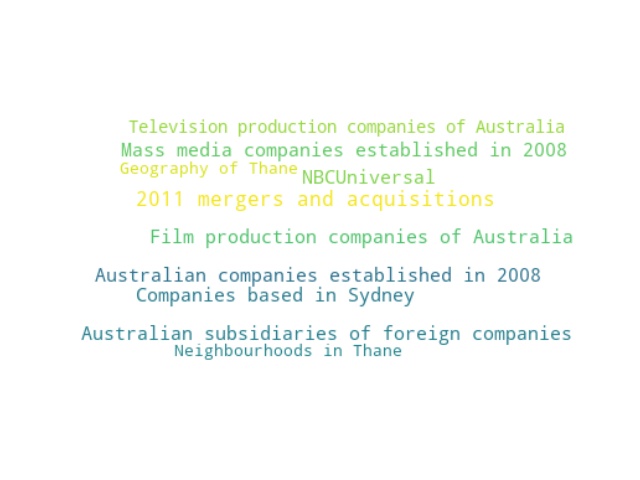 Television production companies of Australia
Mass media companies established in 2008
Geography of Thane
NBCUniversal
2011 mergers and acquisitions
Film production companies of Australia
Australian companies established in 2008
Companies based in Sydney
Australian subsidiaries of foreign companies
Neighbourhoods in Thane